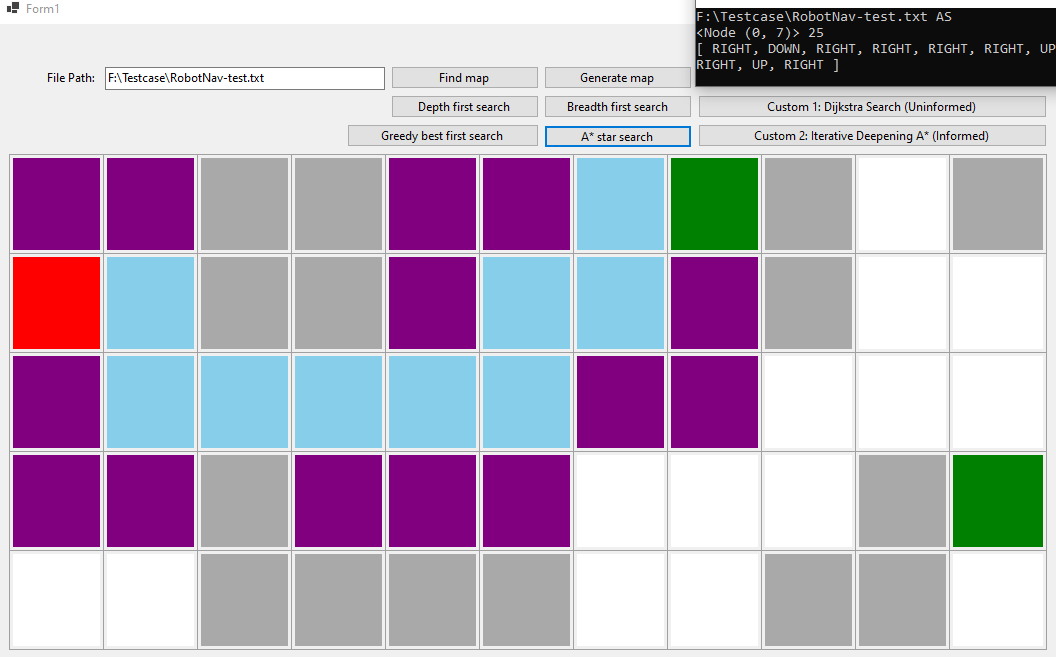 Form1
F:\Testcase\RobotNav-test.txt AS
<Node (0, 7)> 25
[ RIGHT, DOWN, RIGHT, RIGHT, RIGHT, RIGHT, UP
RIGHT, UP, RIGHT ]
File Path:
F:\Testcase\RobotNav-test.txt
Find map
Generate map
Depth first search
Breadth first search
Custom 1: Dijkstra Search (Uninformed)
Greedy best first search
A* star search
Custom 2: Iterative Deepening A* (Informed)